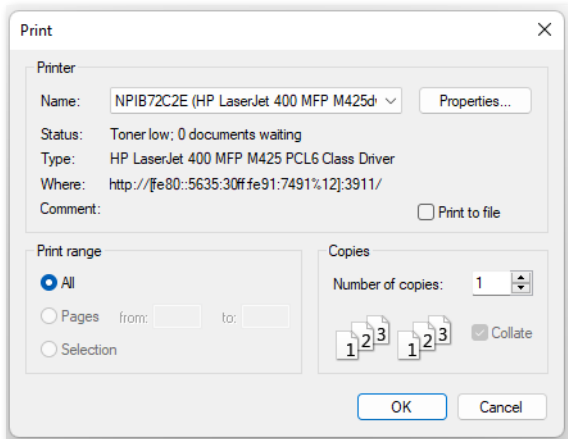 Print
Printer
Name: NPIB72C2E (HP LaserJet 400 MFP M425d
Properties...
Status: Toner low; 0 documents waiting
Type: HP LaserJet 400 MFP M425 PCL6 Class Driver
Where: http://[fe80::5635:30ff:fe91:7491%12]:3911/
Comment:
Print to file
Print range
All
Pages from: to:
Selection
Copies
Number of copies: 1
1 2 3 1 2 3
Collate
OK Cancel